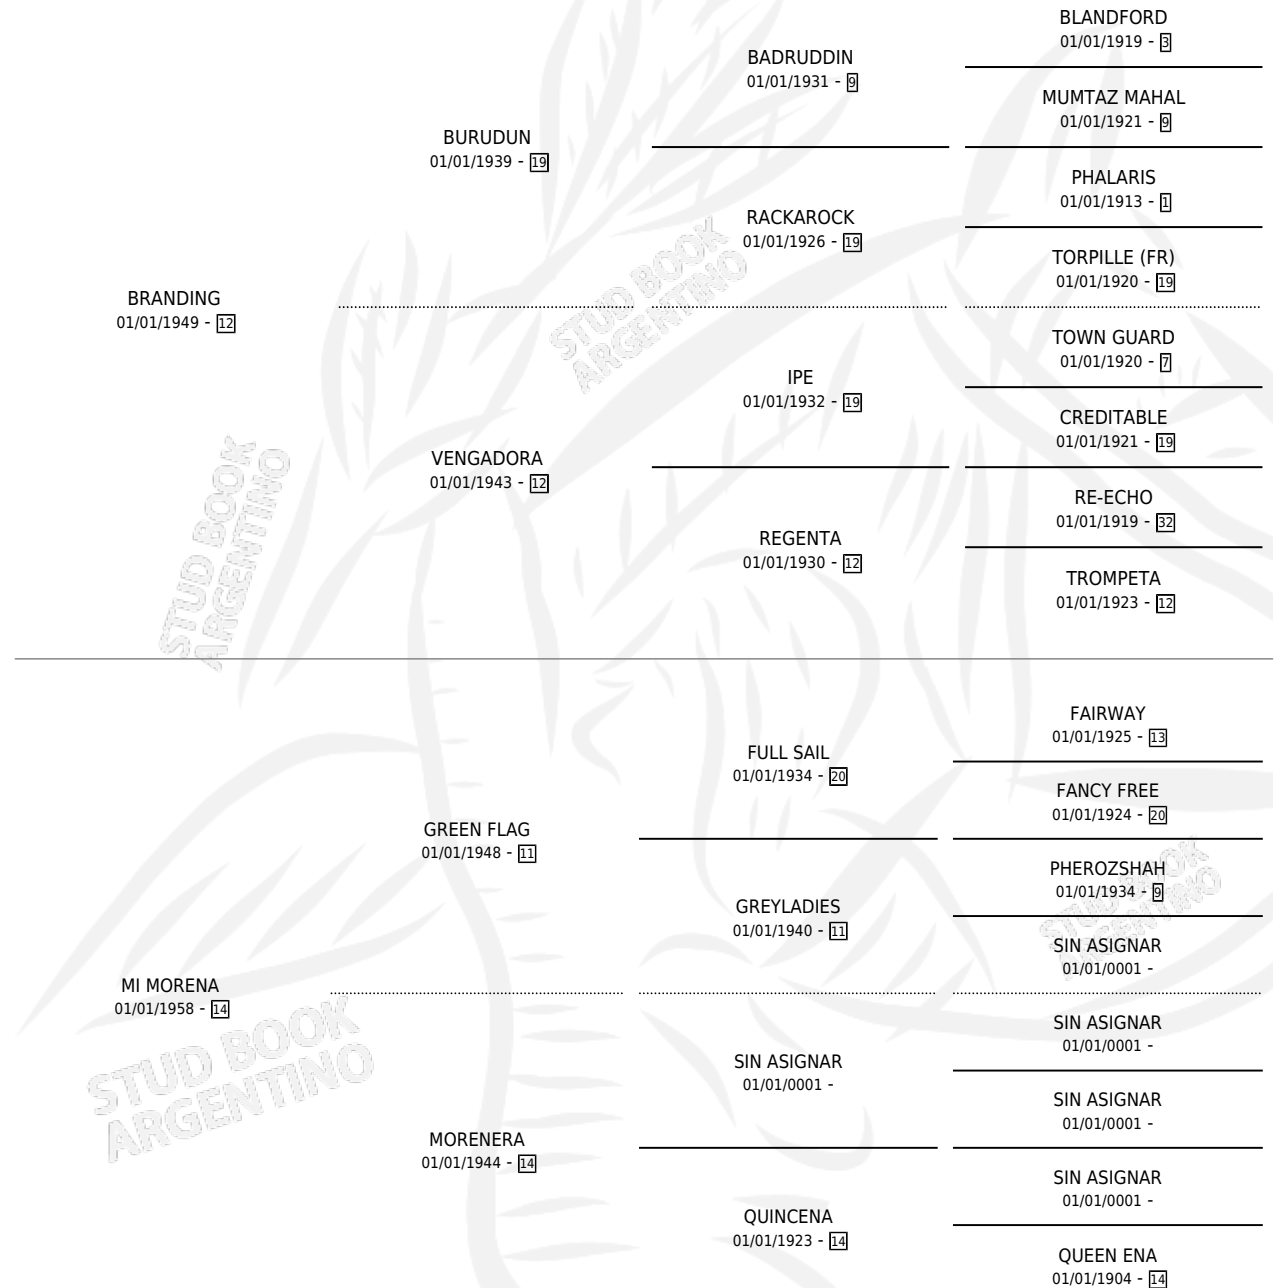 BLANDFORD
01/01/1919 - 3
BADRUDDIN
01/01/1931 - 9
MUMTAZ MAHAL
01/01/1921 - 9
BURUDUN
01/01/1939 - 19
PHALARIS
01/01/1913 - 1
RACKAROCK
01/01/1926 - 19
TORPILLE (FR)
01/01/1920 - 19
BRANDING
01/01/1949 - 12
STUD BOOK
ARGENTINO
TOWN GUARD
01/01/1920 - 7
IPE
01/01/1932 - 19
CREDITABLE
01/01/1921 - 19
VENGADORA
01/01/1943 - 12
RE-ECHO
01/01/1919 - 32
REGENTA
01/01/1930 - 12
TROMPETA
01/01/1923 - 12
STUD BOOK
ARGENTINO
FAIRWAY
01/01/1925 - 13
FULL SAIL
01/01/1934 - 20
FANCY FREE
01/01/1924 - 20
GREEN FLAG
01/01/1948 - 11
PHEROZSHAH
01/01/1934 - 9
GREYLADIES
01/01/1940 - 11
STUD BOOK
ARGENTINO
SIN ASIGNAR
01/01/0001 -
MI MORENA
01/01/1958 - 14
SIN ASIGNAR
01/01/0001 -
SIN ASIGNAR
01/01/0001 -
STUD BOOK
ARGENTINO
SIN ASIGNAR
01/01/0001 -
MORENERA
01/01/1944 - 14
SIN ASIGNAR
01/01/0001 -
QUINCENA
01/01/1923 - 14
QUEEN ENA
01/01/1904 - 14